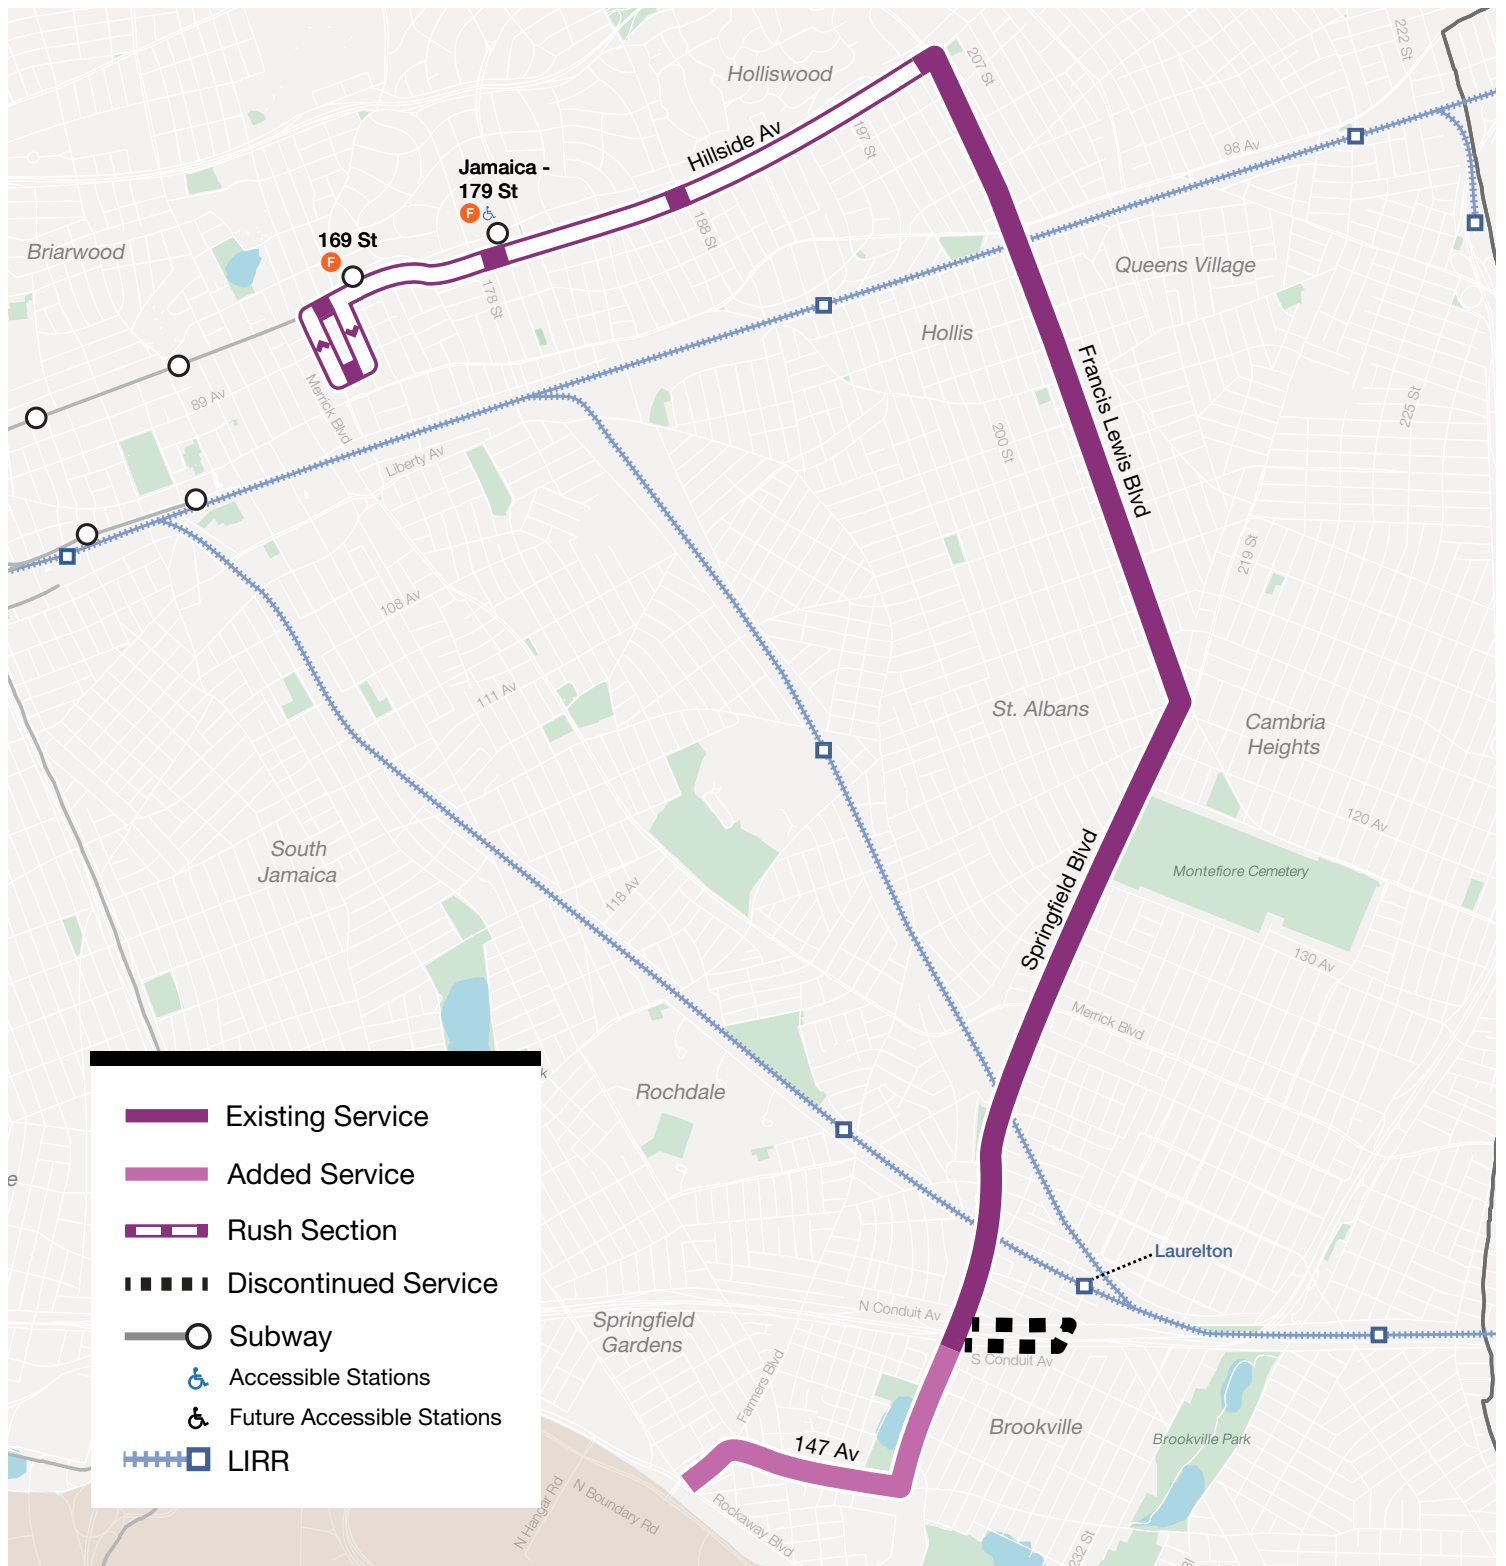 222 St
207 St
Holliswood
197 St
Hillside Av
98 Av
Jamaica -
179 St
F
188 St
169 St
F
Briarwood
Queens Village
178 St
Hollis
Francis Lewis Blvd
89 Av
Merrick Blvd
225 St
200 St
Liberty Av
219 St
108 Av
111 Av
St. Albans
Cambria
Heights
120 Av
South
Jamaica
118 Av
Springfield Blvd
Montefiore Cemetery
130 Av
Merrick Blvd
k
Rochdale
e
Existing Service
Added Service
Rush Section
Discontinued Service
Subway
Accessible Stations
Future Accessible Stations
LIRR
Laurelton
N Conduit Av
Springfield
Gardens
S Conduit Av
Farmers Blvd
Brookville
Brookville Park
147 Av
N Hangar Rd
N Boundary Rd
Rockaway Blvd
232 St